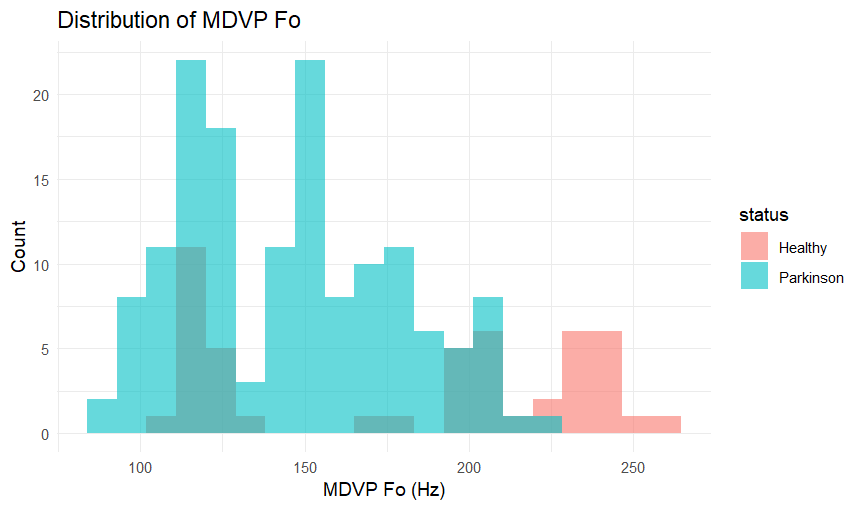 Distribution of MDVP Fo
20
15
10
5
0
Count
100 150 200 250
MDVP Fo (Hz)
status
Healthy
Parkinson